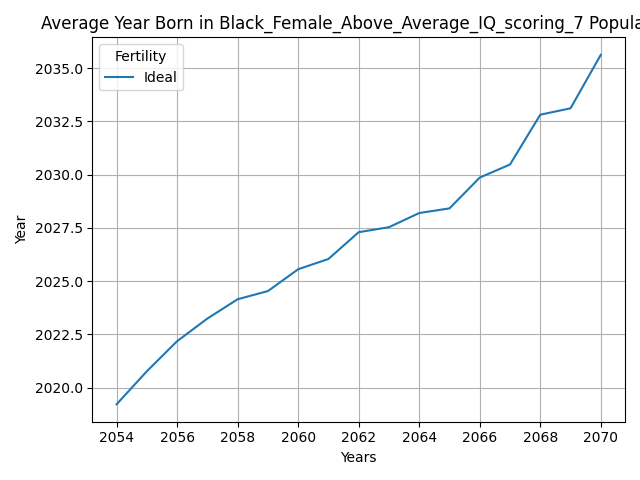 Average Year Born in Black_Female_Above_Average_IQ_scoring_7 Popula
Fertility
Ideal
2035.0
2032.5
2030.0
2027.5
2025.0
2022.5
2020.0
Year
2054 2056 2058 2060 2062 2064 2066 2068 2070
Years